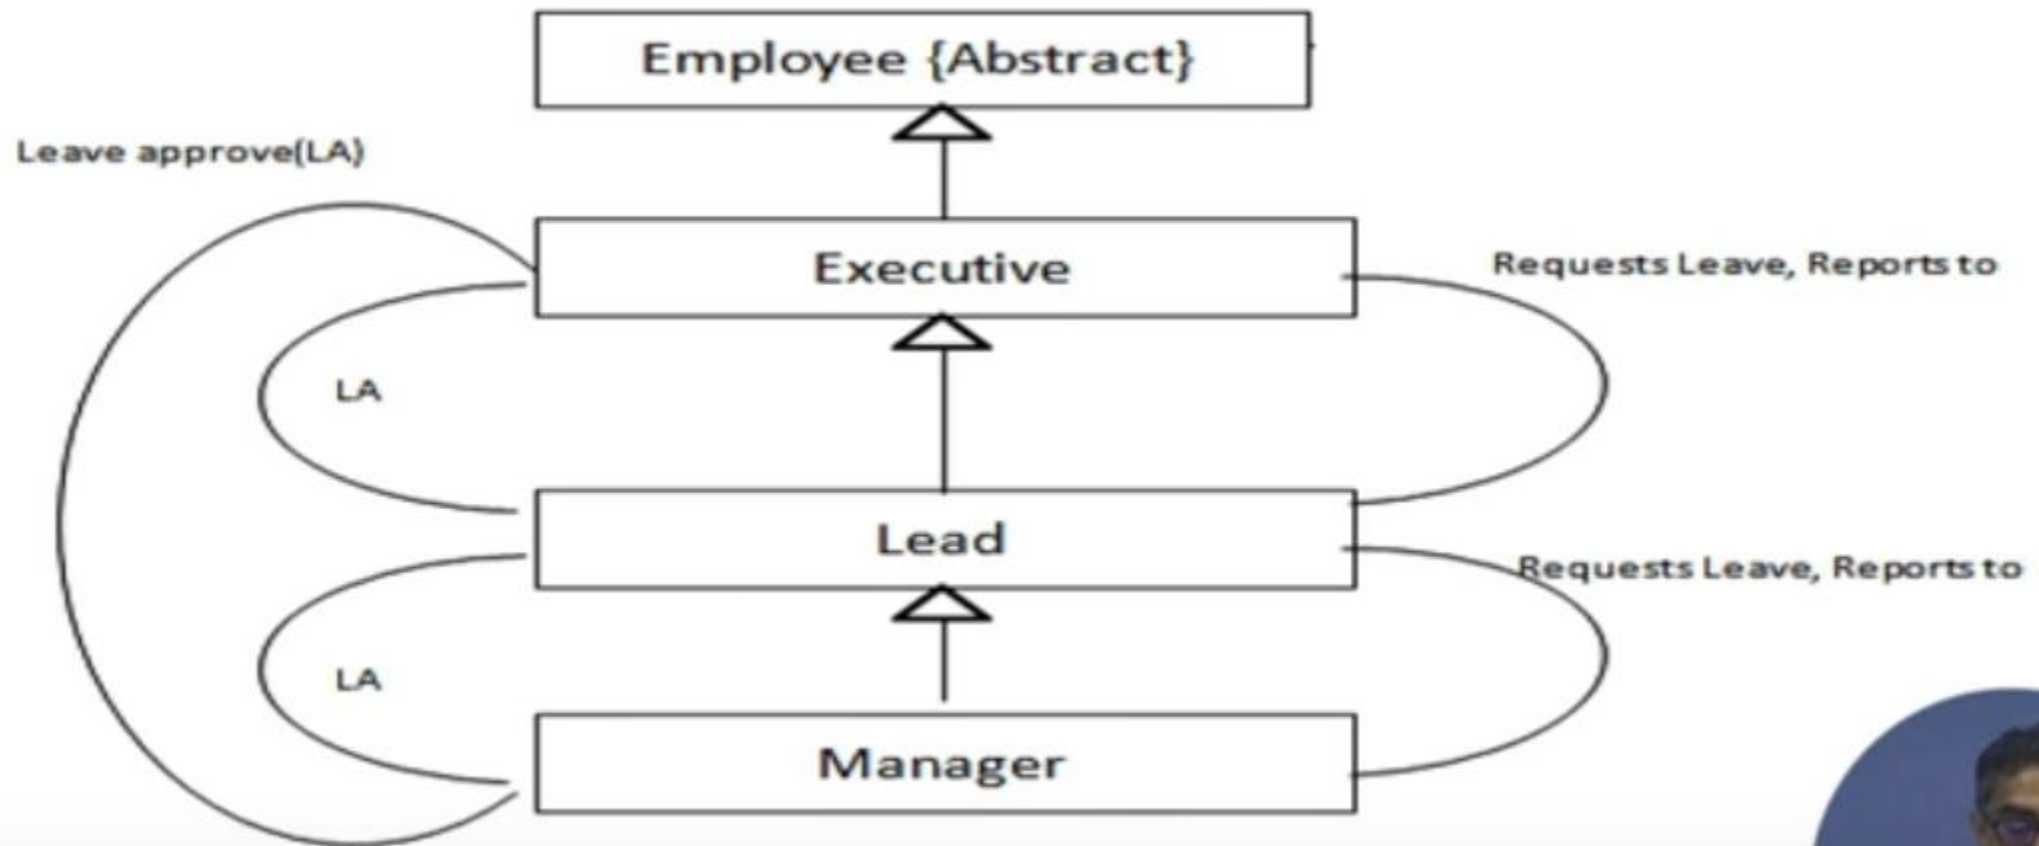 Employee {Abstract}
Leave approve(LA)
Executive
Requests Leave, Reports to
LA
Lead
Requests Leave, Reports to
LA
Manager